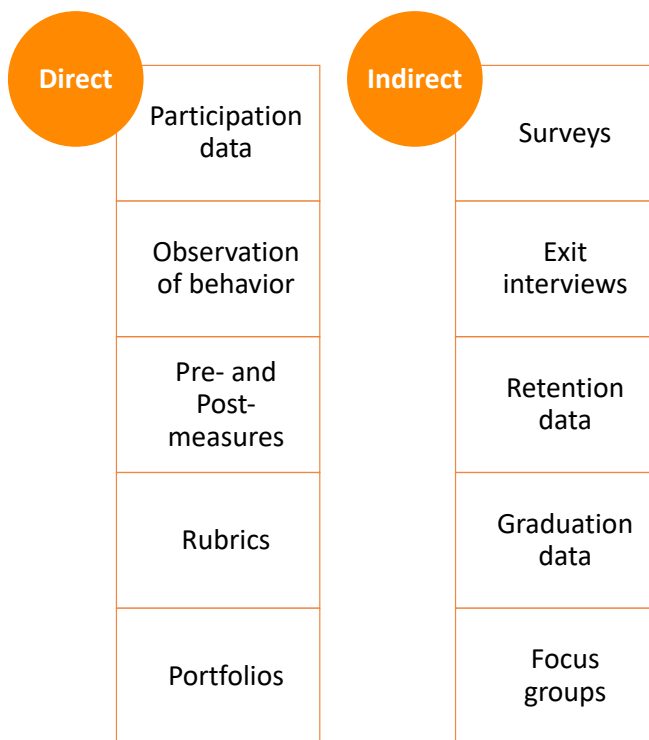 Direct
Participation
data
Observation
of behavior
Pre- and
Post-
measures
Rubrics
Portfolios
Indirect
Surveys
Exit
interviews
Retention
data
Graduation
data
Focus
groups